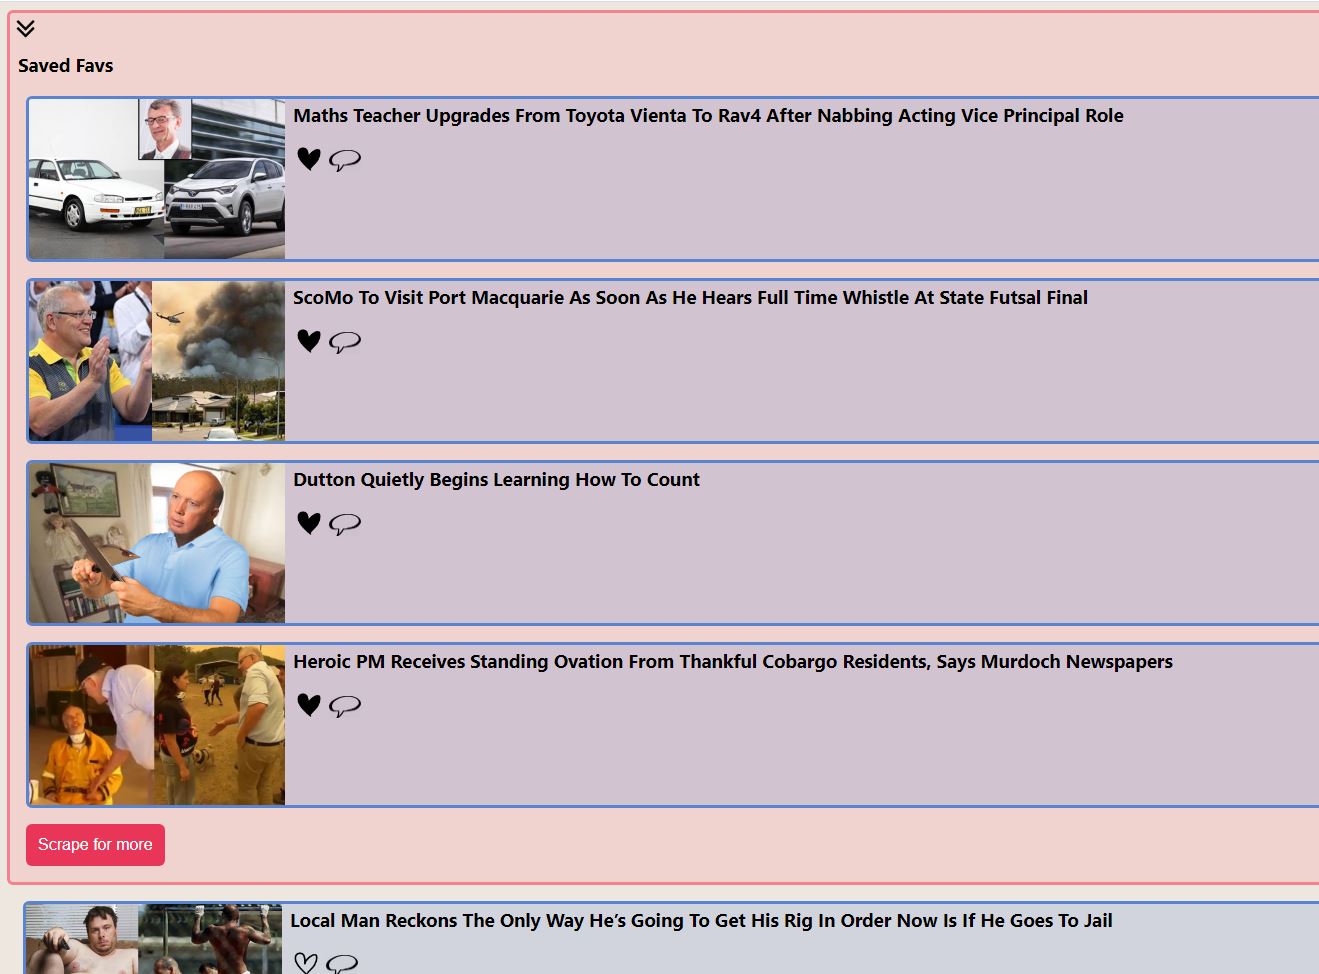 Saved Favs
Maths Teacher Upgrades From Toyota Vienta To Rav4 After Nabbing Acting Vice Principal Role
ScoMo To Visit Port Macquarie As Soon As He Hears Full Time Whistle At State Futsal Final
Dutton Quietly Begins Learning How To Count
Heroic PM Receives Standing Ovation From Thankful Cobargo Residents, Says Murdoch Newspapers
Scrape for more
Local Man Reckons The Only Way He’s Going To Get His Rig In Order Now Is If He Goes To Jail